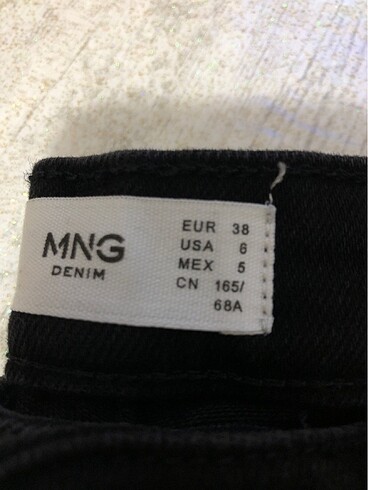 MNG
DENIM
EUR 38
USA 6
MEX 5
CN 165/
68A